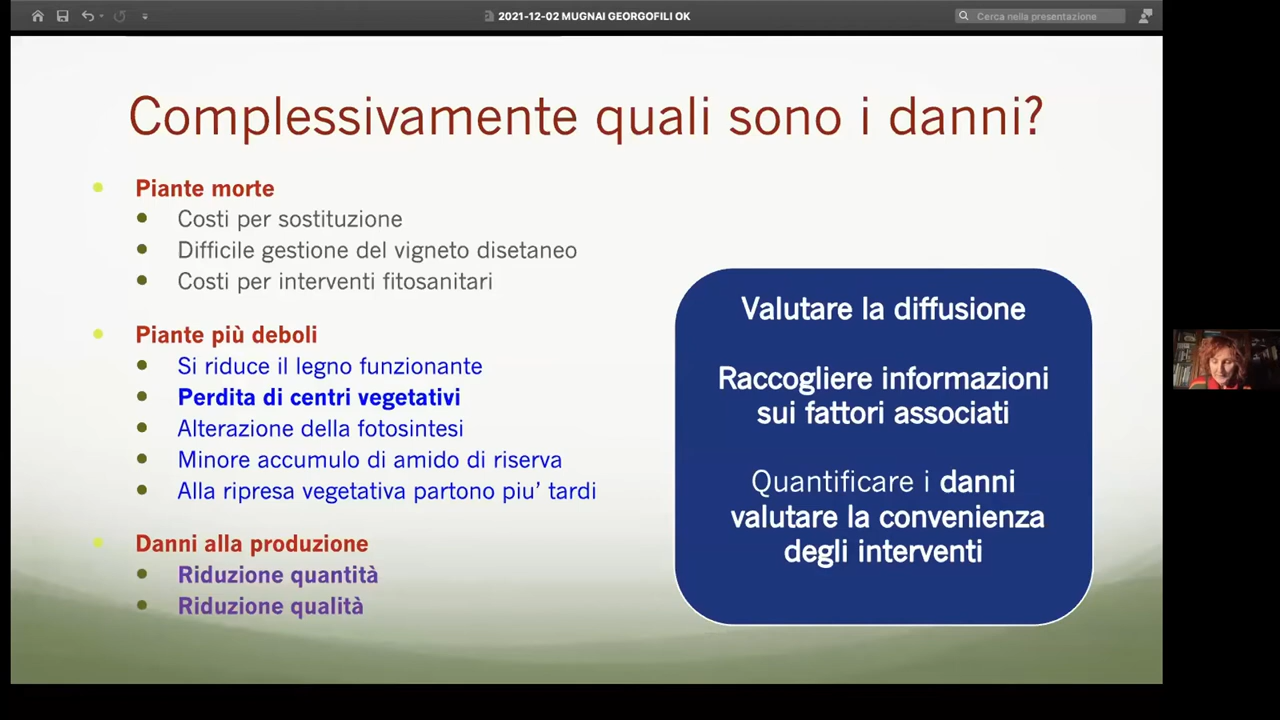 2021-12-02 MUGNAI GEORGOFILI OK
Cerca nella presentazione
Complessivamente quali sono i danni?
Piante morte
Costi per sostituzione
Difficile gestione del vigneto disetaneo
Costi per interventi fitosanitari
Piante più deboli
Si riduce il legno funzionante
Perdita di centri vegetativi
Alterazione della fotosintesi
Minore accumulo di amido di riserva
Alla ripresa vegetativa partono piu' tardi
Danni alla produzione
Riduzione quantità
Riduzione qualità
Valutare la diffusione
Raccogliere informazioni
sui fattori associati
Quantificare i danni
valutare la convenienza
degli interventi